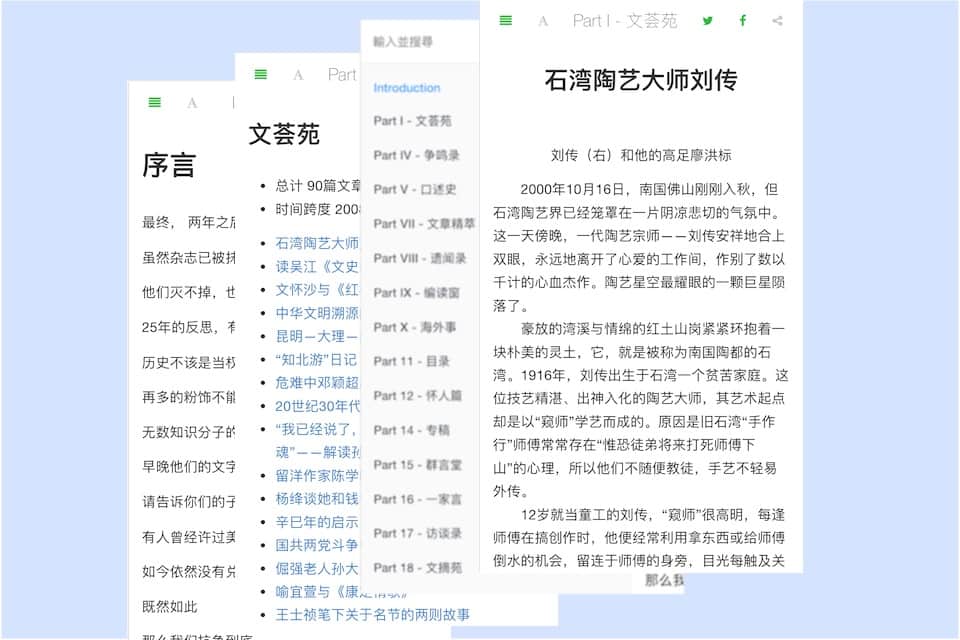 序言
最终， 两年之后
虽然杂志已被抹
他们灭不掉，也
25年的反思，有
历史不该是当权
再多的粉饰不能
无数知识分子的
早晚他们的文字
请告诉你们的子
有人曾经许过美
如今依然没有兑
既然如此
那么我们抗争到底
A Part
文荟苑
总计 90篇文章
时间跨度 200
石湾陶艺大师
读吴江《文史
文怀沙与《红
中华文明溯源
昆明—大理—
“知北游”日记
危难中邓颖超
20世纪30年代
“我已经说了，
魂”——解读孙
留洋作家陈学
杨绛谈她和钱
辛巳年的启示
国共两党斗争
倔强老人孙大
喻宜萱与《康定情歌》
王士祯笔下关于名节的两则故事
輸入並搜尋
Introduction
Part I - 文荟苑
Part IV - 争鸣录
Part V - 口述史
Part VII - 文章精萃
Part VIII - 遗闻录
Part IX - 编读窗
Part X - 海外事
Part 11 - 目录
Part 12 - 怀人篇
Part 14 - 专稿
Part 15 - 群言堂
Part 16 - 一家言
Part 17 - 访谈录
Part 18 - 文摘苑
那么我
A Part I - 文荟苑
石湾陶艺大师刘传
刘传（右）和他的高足廖洪标
2000年10月16日，南国佛山刚刚入秋，但
石湾陶艺界已经笼罩在一片阴凉悲切的气氛中。
这一天傍晚，一代陶艺宗师——刘传安祥地合上
双眼，永远地离开了心爱的工作间，作别了数以
千计的心血杰作。陶艺星空最耀眼的一颗巨星陨
落了。
豪放的湾溪与情绵的红土山岗紧紧环抱着一
块朴美的灵土，它，就是被称为南国陶都的石
湾。1916年，刘传出生于石湾一个贫苦家庭。这
位技艺精湛、出神入化的陶艺大师，其艺术起点
却是以“窥师”学艺而成的。原因是旧石湾“手作
行”师傅常常存在“惟恐徒弟将来打死师傅下
山”的心理，所以他们不随便教徒，手艺不轻易
外传。
12岁就当童工的刘传，“窥师”很高明，每逢
师傅在搞创作时，他便经常利用拿东西或给师傅
倒水的机会，留连于师傅的身旁，目光每触及关